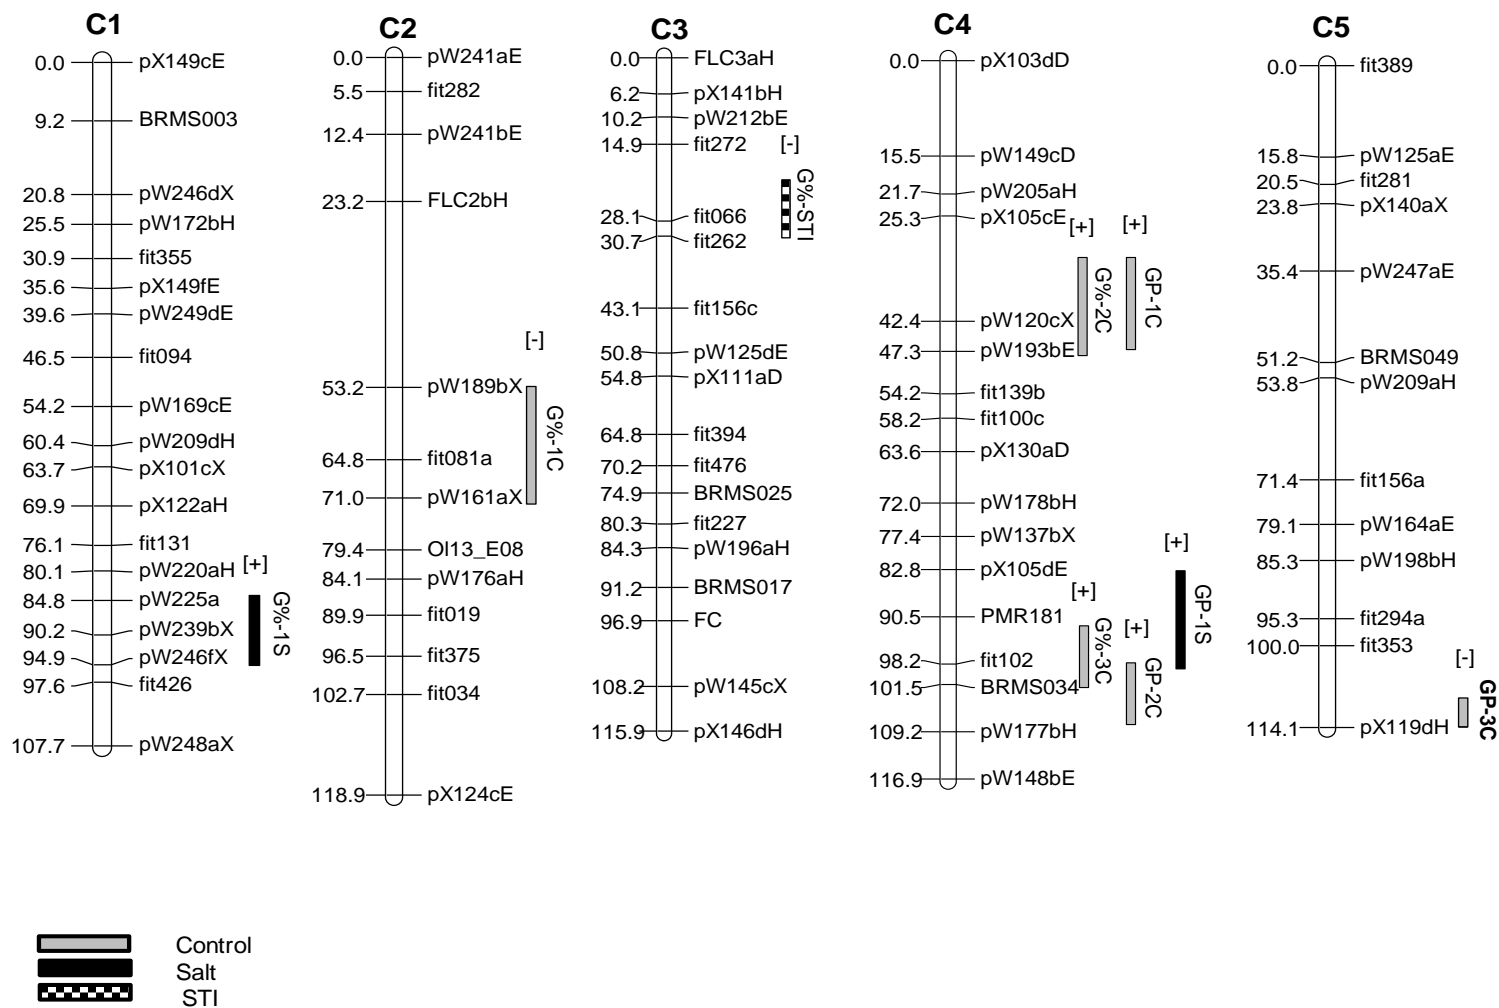 C1
0.0 pX149cE
9.2 BRMS003
20.8 pW246dX
25.5 pW172bH
30.9 fit355
35.6 pX149fE
39.6 pW249dE
46.5 fit094
54.2 pW169cE
60.4 pW209dH
63.7 pX101cX
69.9 pX122aH
76.1 fit131
80.1 pW220aH
84.8 pW225a
90.2 pW239bX
94.9 pW246fX
97.6 fit426
107.7 pW248aX
[+]
G%-1S
C2
0.0 pW241aE
5.5 fit282
12.4 pW241bE
23.2 FLC2bH
53.2 pW189bX
64.8 fit081a
71.0 pW161aX
79.4 Ol13_E08
84.1 pW176aH
89.9 fit019
96.5 fit375
102.7 fit034
118.9 pX124cE
[-]
G%-1C
C3
0.0 FLC3aH
6.2 pX141bH
10.2 pW212bE
14.9 fit272
28.1 fit066
30.7 fit262
43.1 fit156c
50.8 pW125dE
54.8 pX111aD
64.8 fit394
70.2 fit476
74.9 BRMS025
80.3 fit227
84.3 pW196aH
91.2 BRMS017
96.9 FC
108.2 pW145cX
115.9 pX146dH
[-]
G%-STI
C4
0.0 pX103dD
15.5 pW149cD
21.7 pW205aH
25.3 pX105cE
42.4 pW120cX
47.3 pW193bE
54.2 fit139b
58.2 fit100c
63.6 pX130aD
72.0 pW178bH
77.4 pW137bX
82.8 pX105dE
90.5 PMR181
98.2 fit102
101.5 BRMS034
109.2 pW177bH
116.9 pW148bE
[+]
G%-2C
[+]
GP-1C
[+]
G%-3C
[+]
GP-2C
[+]
GP-1S
C5
0.0 fit389
15.8 pW125aE
20.5 fit281
23.8 pX140aX
35.4 pW247aE
51.2 BRMS049
53.8 pW209aH
71.4 fit156a
79.1 pW164aE
85.3 pW198bH
95.3 fit294a
100.0 fit353
114.1 pX119dH
[-]
GP-3C
Control
Salt
STI